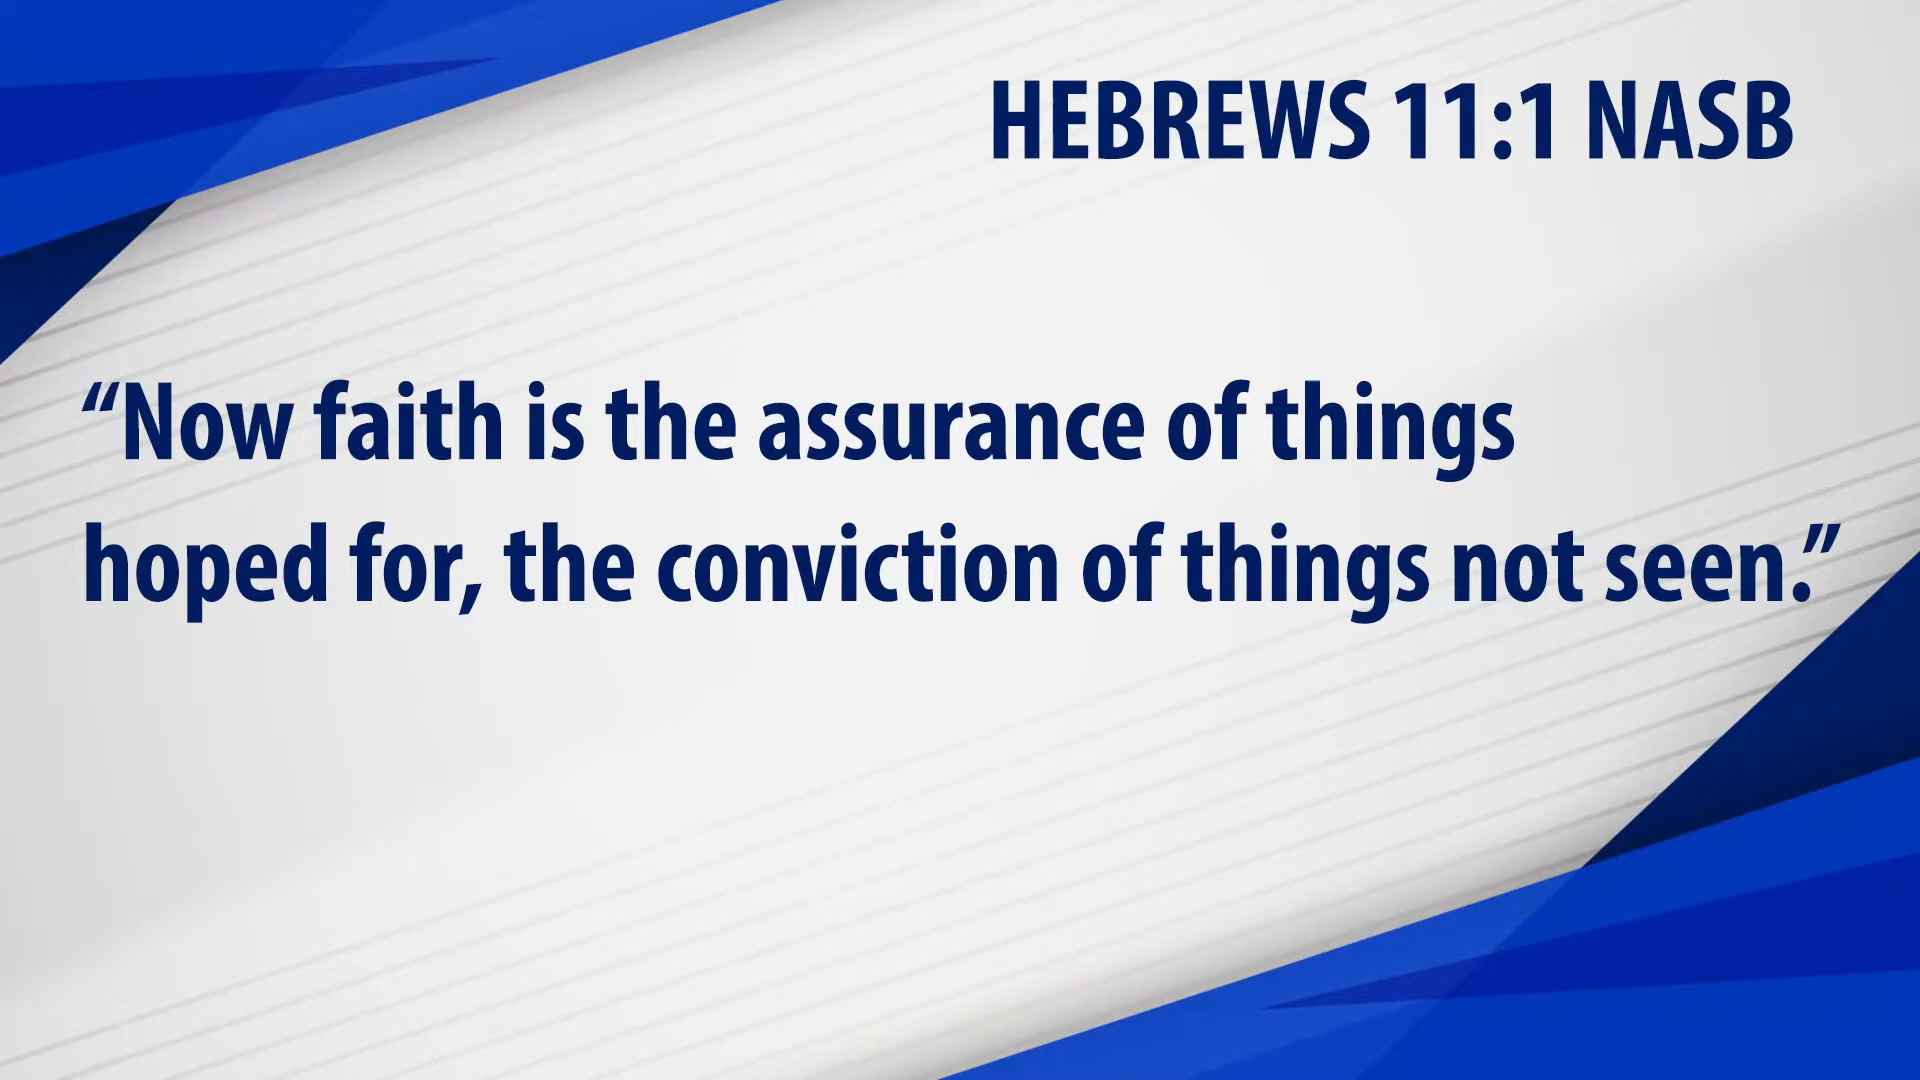 HEBREWS 11:1 NASB
“Now faith is the assurance of things
hoped for, the conviction of things not seen.”